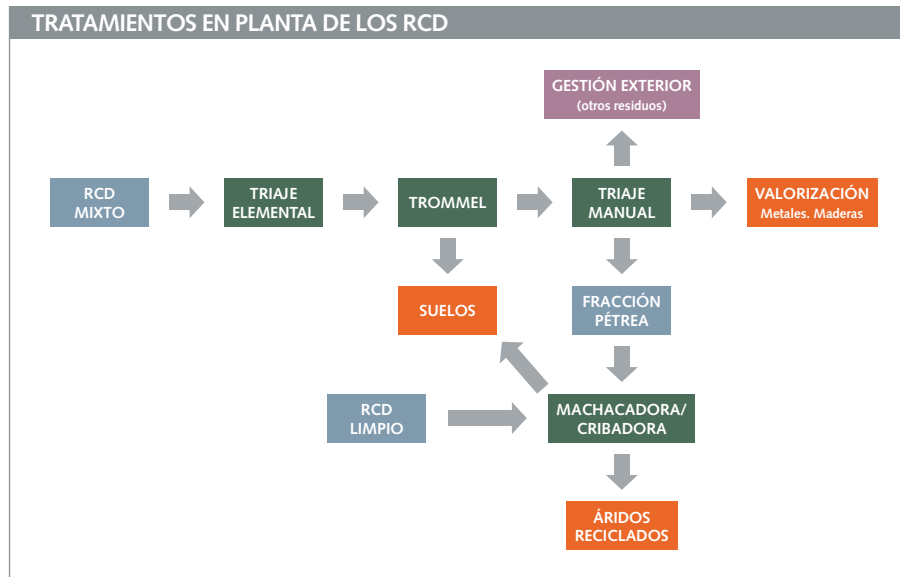 TRATAMIENTOS EN PLANTA DE LOS RCD
GESTIÓN EXTERIOR
(otros residuos)
RCD
MIXTO
TRIAJE
ELEMENTAL
TROMMEL
TRIAJE
MANUAL
VALORIZACIÓN
Metales. Maderas
SUELOS
FRACCIÓN
PÉTREA
RCD
LIMPIO
MACHACADORA/
CRIBADORA
ÁRIDOS
RECICLADOS